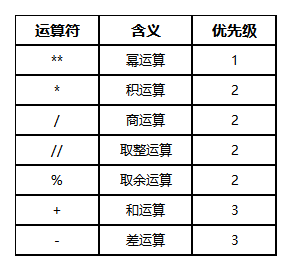 运算符 含义 优先级
** 幂运算 1
* 积运算 2
/ 商运算 2
// 取整运算 2
% 取余运算 2
+ 和运算 3
- 差运算 3